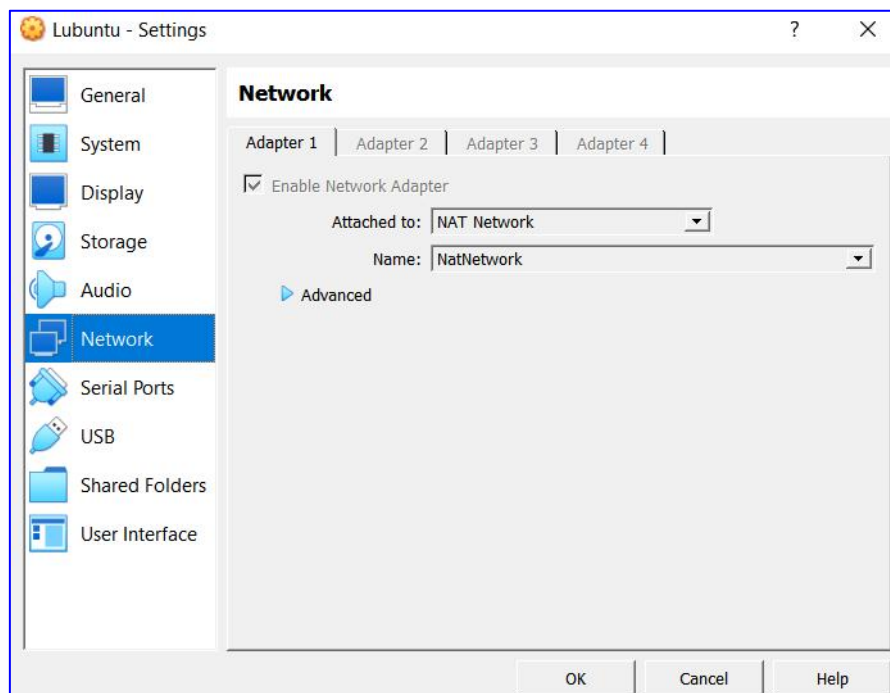 Lubuntu - Settings ?
General
System
Display
Storage
Audio
Network
Serial Ports
USB
Shared Folders
User Interface
Network
Adapter 1 Adapter 2 Adapter 3 Adapter 4
Enable Network Adapter
Attached to: NAT Network
Name: NatNetwork
Advanced
OK Cancel Help